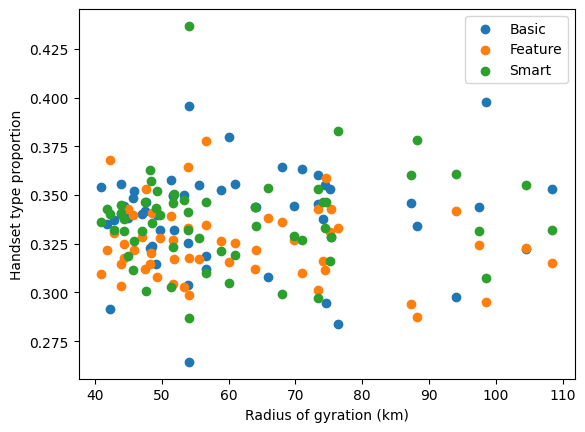 0.425
0.400
0.375
0.350
0.325
0.300
0.275
Handset type proportion
40 50 60 70 80 90 100 110
Radius of gyration (km)
Basic
Feature
Smart